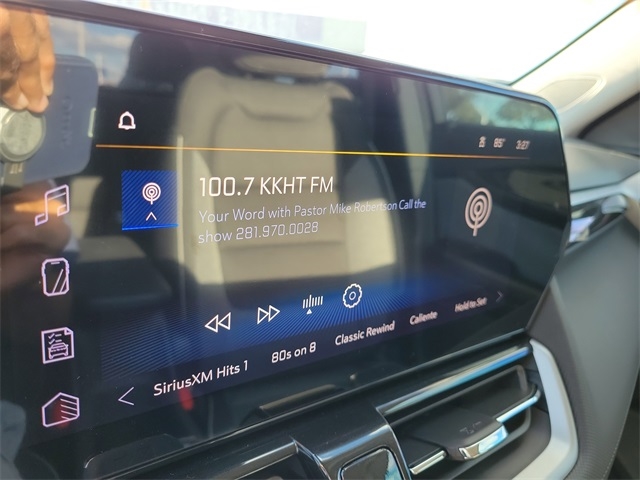 85° 3:27
100.7 KKHT FM
Your Word with Pastor Mike Robertson Call the
show 281.970.0028
SiriusXM Hits 1 80s on 8 Classic Rewind Caliente Hold to Set